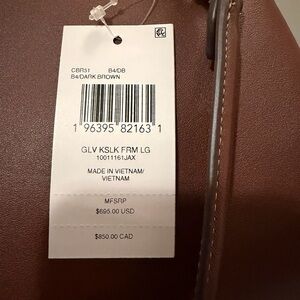 CBR51 B4/DB
B4/DARK BROWN
1 96395 82163 1
GLV KSLK FRM LG
10011161JAX
MADE IN VIETNAM/
VIETNAM
MFSRP
$695.00 USD
$850.00 CAD